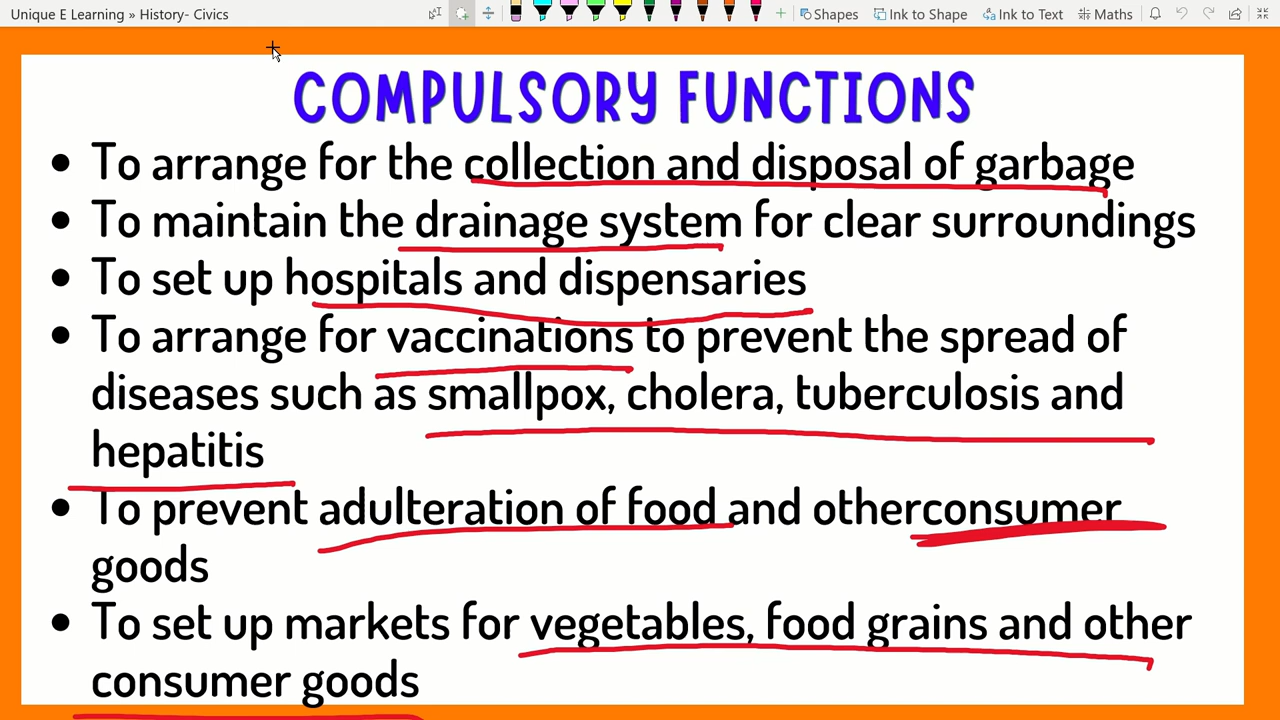 Unique E Learning » History- Civics
Shapes
Ink to Shape
Ink to Text
Maths
COMPULSORY FUNCTIONS
• To arrange for the collection and disposal of garbage
• To maintain the drainage system for clear surroundings
• To set up hospitals and dispensaries
• To arrange for vaccinations to prevent the spread of
diseases such as smallpox, cholera, tuberculosis and
hepatitis
• To prevent adulteration of food and otherconsumer
goods
• To set up markets for vegetables, food grains and other
consumer goods